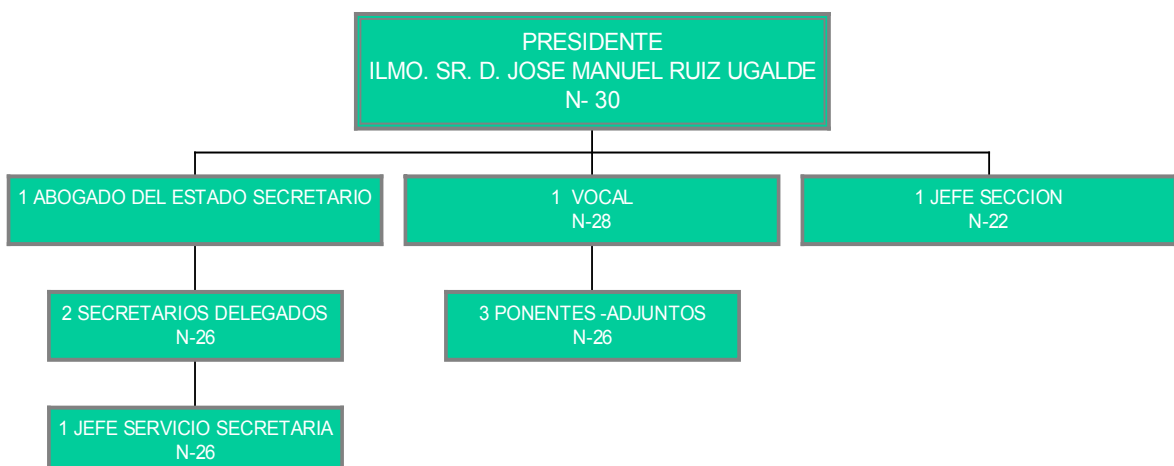 PRESIDENTE
ILMO. SR. D. JOSE MANUEL RUIZ UGALDE
N- 30
1 ABOGADO DEL ESTADO SECRETARIO
1 VOCAL
N-28
1 JEFE SECCION
N-22
2 SECRETARIOS DELEGADOS
N-26
3 PONENTES -ADJUNTOS
N-26
1 JEFE SERVICIO SECRETARIA
N-26